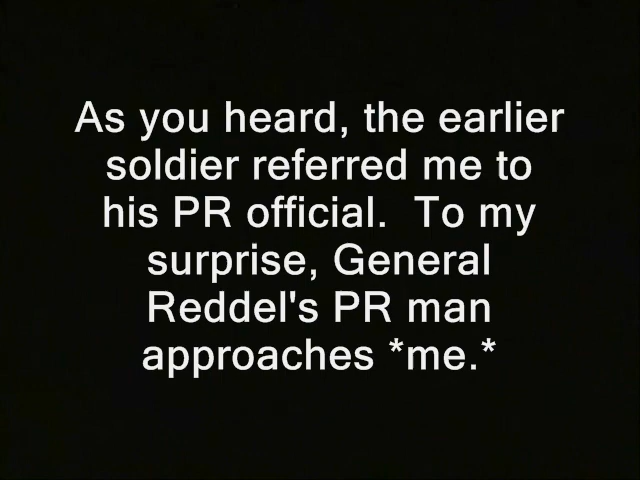 As you heard, the earlier
soldier referred me to
his PR official.  To my
surprise, General
Reddel's PR man
approaches *me.*